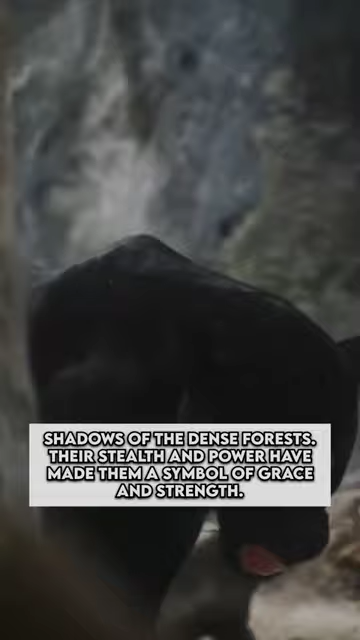 SHADOWS OF THE DENSE FORESTS.
THEIR STEALTH AND POWER HAVE
MADE THEM A SYMBOL OF GRACE
AND STRENGTH.